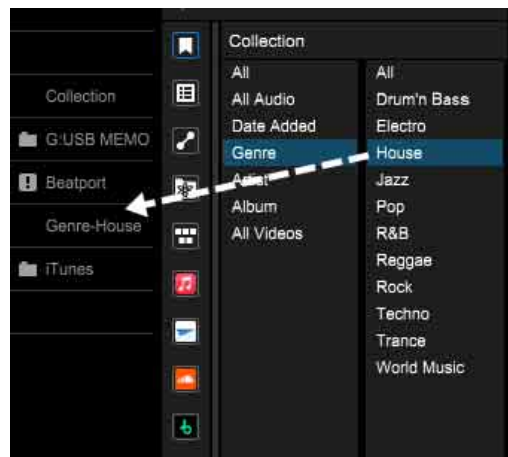 Collection
G:USB MEMO
Beatport
Genre-House
iTunes
Collection
All
All Audio
Date Added
Genre
Artist
Album
All Videos
All
Drum'n Bass
Electro
House
Jazz
Pop
R&B
Reggae
Rock
Techno
Trance
World Music